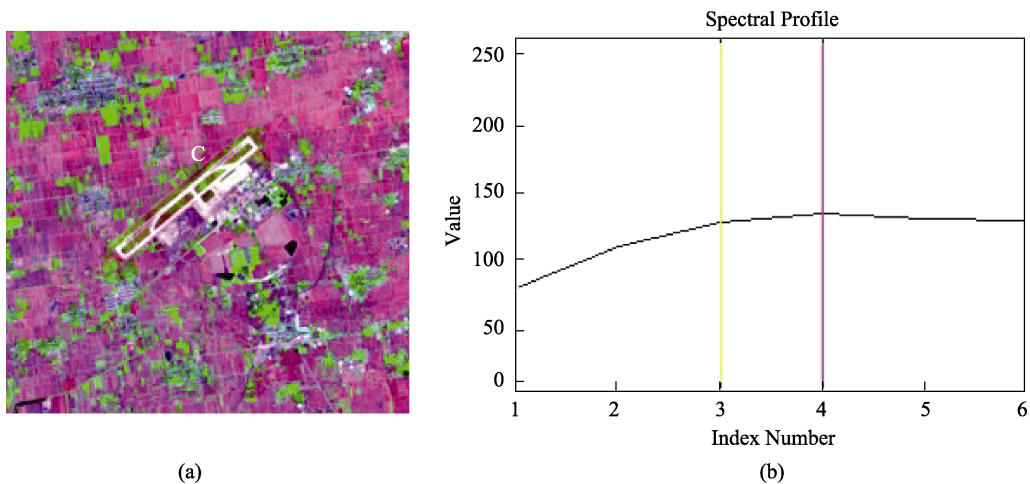 C
(a)
Spectral Profile
250
200
150
100
50
0
Value
1 2 3 4 5 6
Index Number
(b)